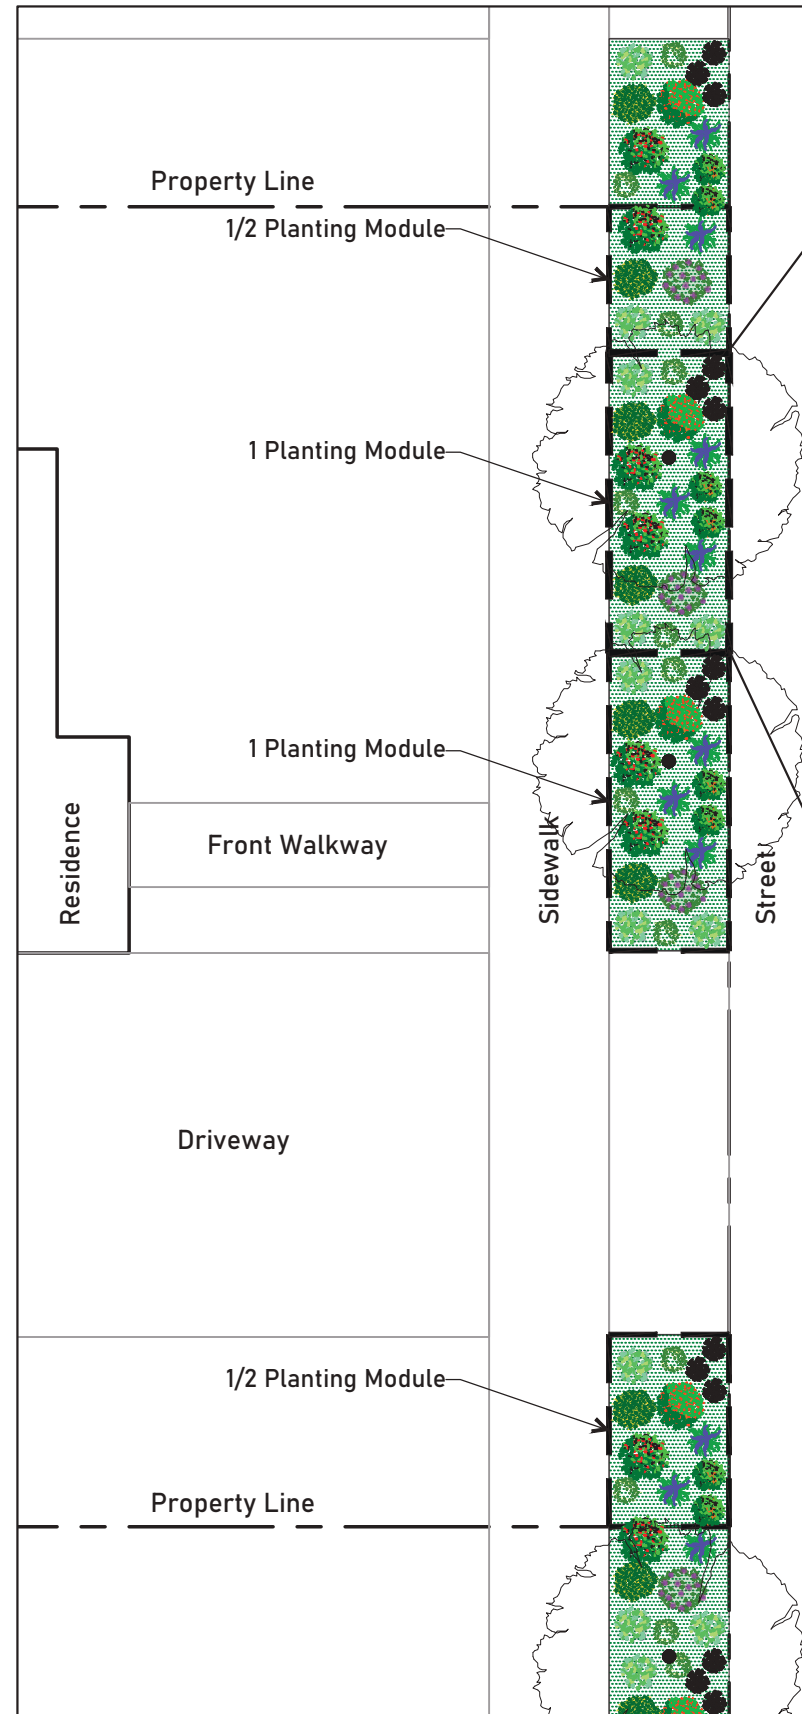 Property Line
1/2 Planting Module
1 Planting Module
1 Planting Module
Residence
Front Walkway
Sidewalk
Street
Driveway
1/2 Planting Module
Property Line